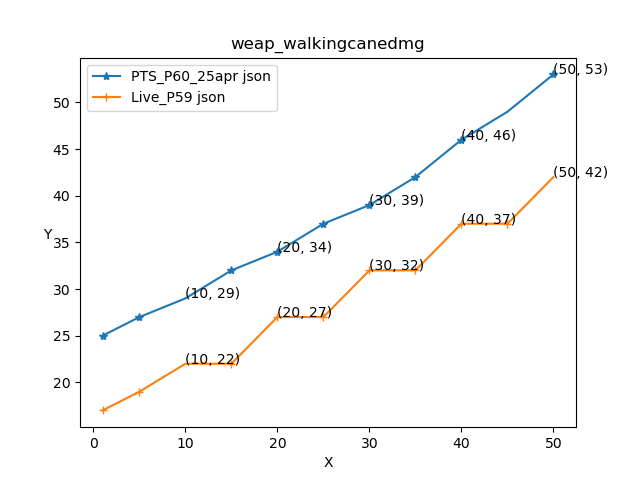 weap_walkingcanedmg
PTS_P60_25apr json
Live_P59 json
(50, 53)
(40, 46)
(30, 39)
(20, 34)
(10, 29)
(50, 42)
(40, 37)
(30, 32)
(20, 27)
(10, 22)
Y
50
45
40
35
30
25
20
0 10 20 30 40 50
X